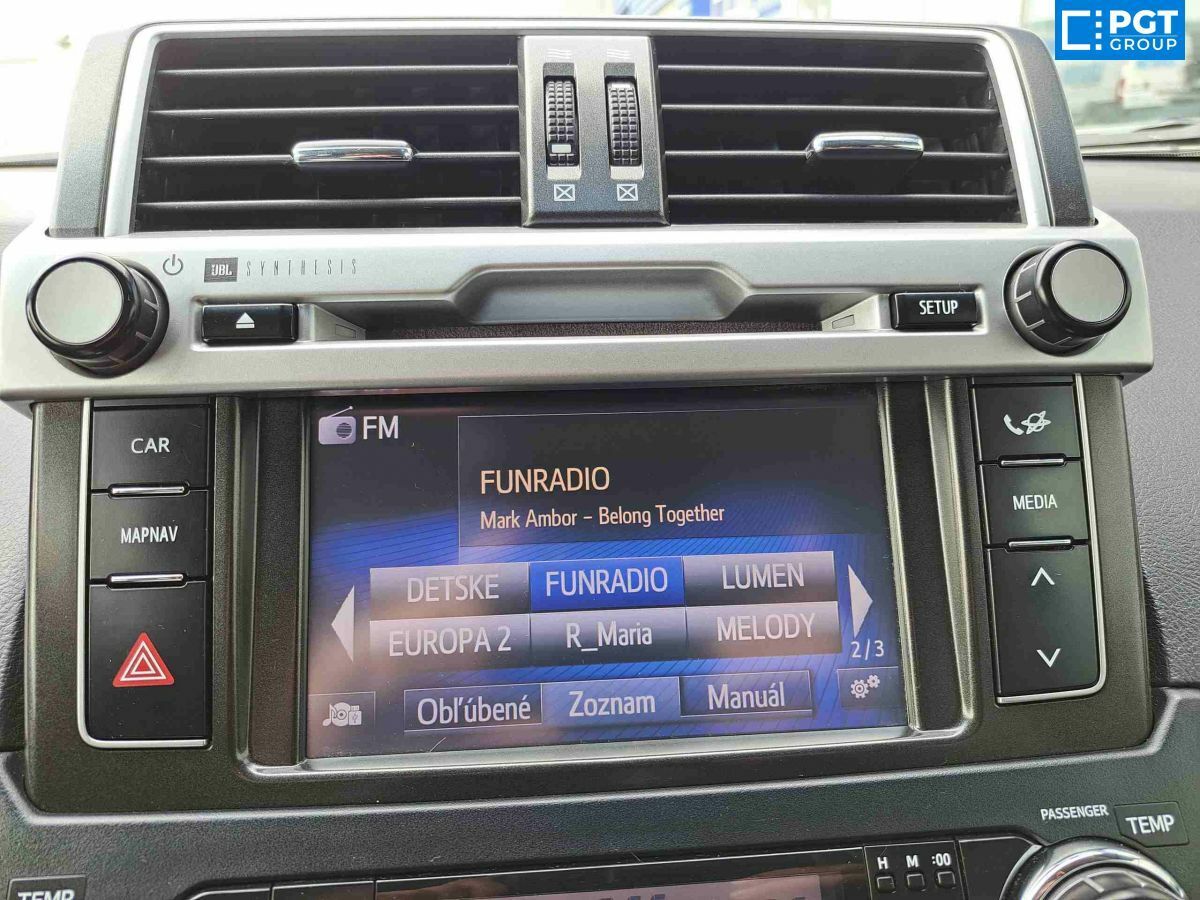 PGT
GROUP
JBL SYNTHESIS
SETUP
CAR
MAPNAV
MEDIA
FM
FUNRADIO
Mark Ambor - Belong Together
DETSKE FUNRADIO LUMEN
EUROPA 2 R_Maria MELODY
2/3
Obľúbené Zoznam Manuál
PASSENGER
TEMP
H M :00
TEMP